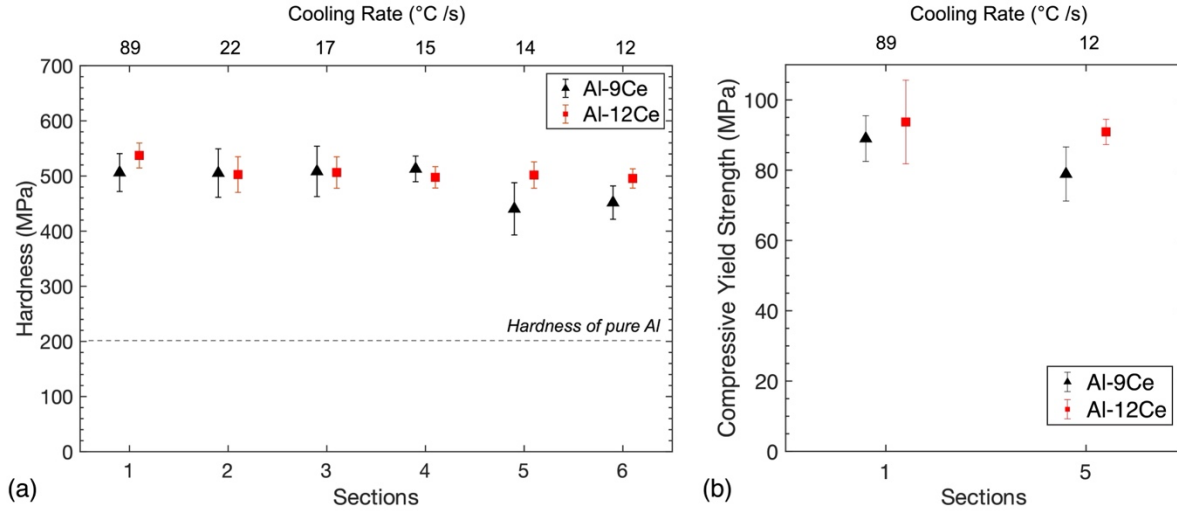 Cooling Rate (°C /s)
89 22 17 15 14 12
700
600
500
400
300
200
100
0
Hardness (MPa)
Al-9Ce
Al-12Ce
Hardness of pure Al
1 2 3 4 5 6
Sections
(a)
Cooling Rate (°C /s)
89 12
100
80
60
40
20
0
Compressive Yield Strength (MPa)
Al-9Ce
Al-12Ce
1 5
Sections
(b)